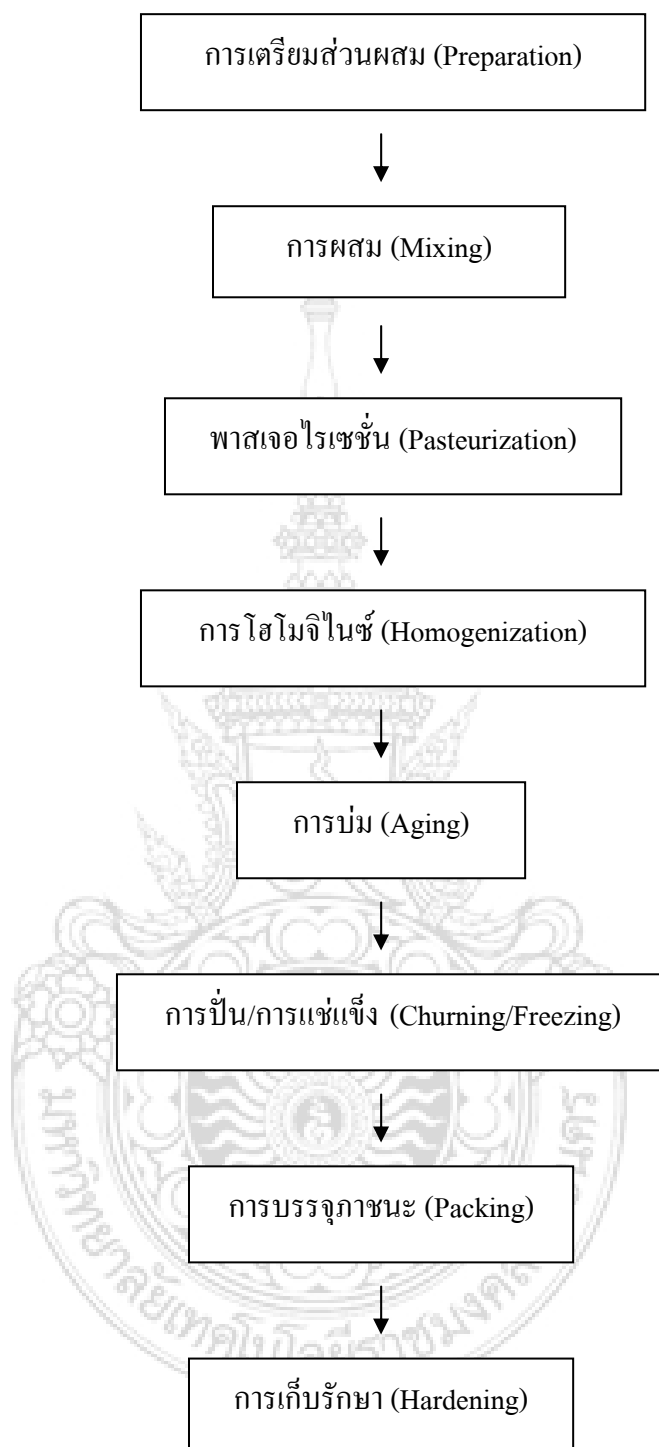 การเตรียมส่วนผสม (Preparation)
การผสม (Mixing)
พาสเจอไรเซชั่น (Pasteurization)
การโฮโมจิไนซ์ (Homogenization)
การบ่ม (Aging)
การปั่น/การแช่แข็ง (Churning/Freezing)
การบรรจุภาชนะ (Packing)
การเก็บรักษา (Hardening)